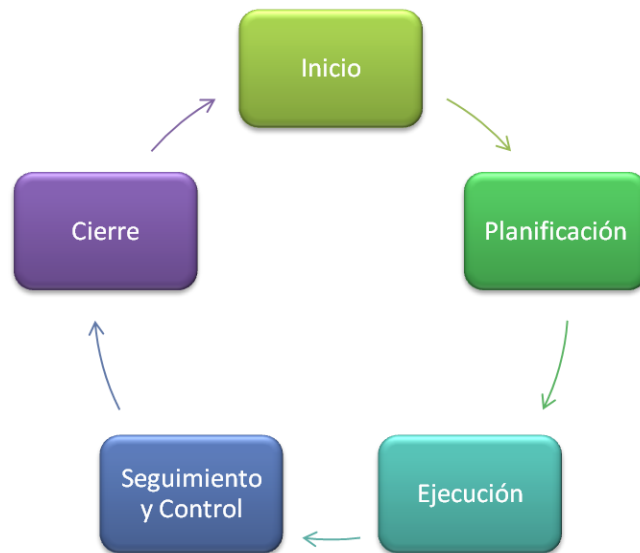 Inicio
Planificación
Ejecución
Seguimiento
y Control
Cierre